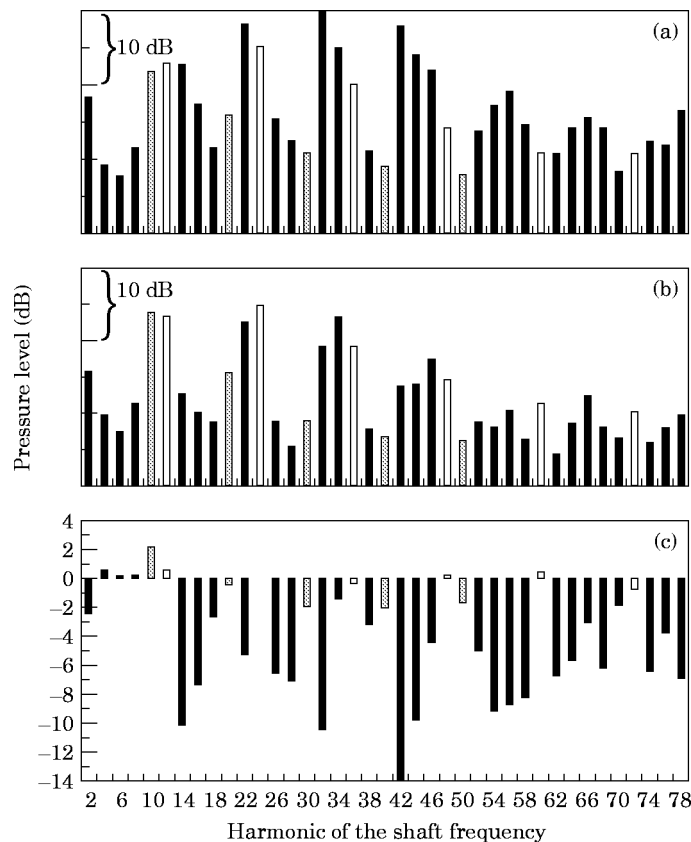 10 dB
(a)
10 dB
(b)
Pressure level (dB)
(c)
4
2
0
−2
−4
−6
−8
−10
−12
−14
2 6 10 14 18 22 26 30 34 38 42 46 50 54 58 62 66 70 74 78
Harmonic of the shaft frequency